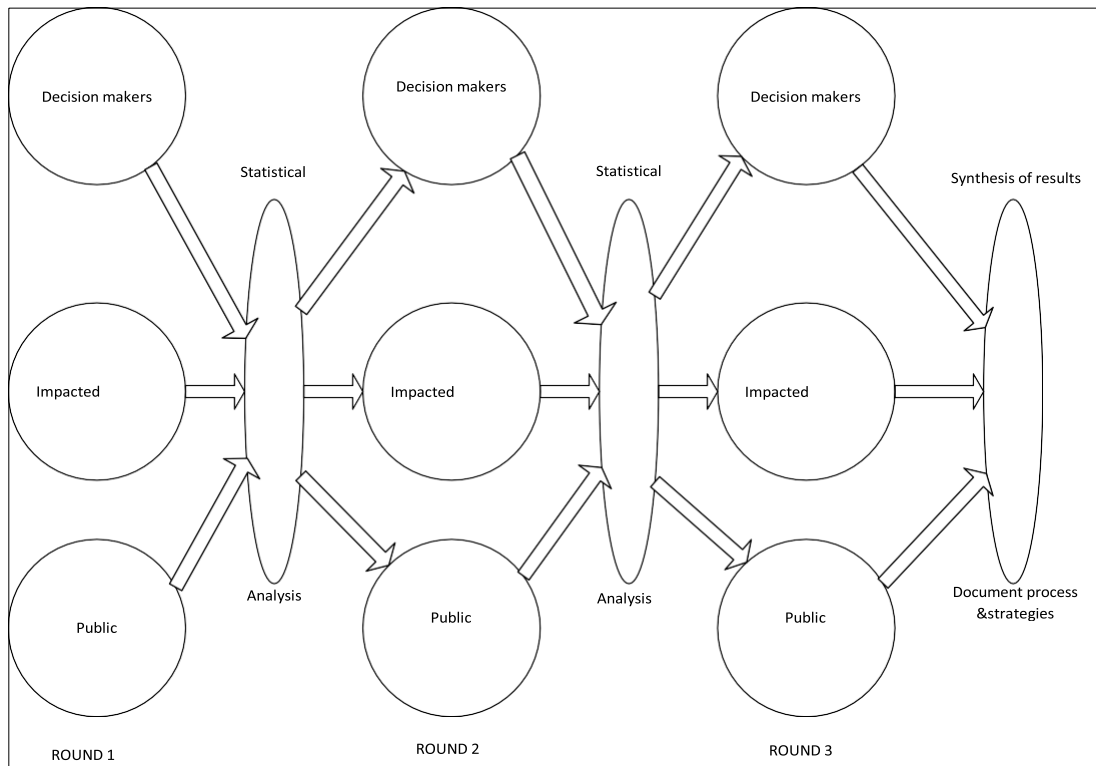 Decision makers
Decision makers
Decision makers
Statistical
Statistical
Synthesis of results
Impacted
Impacted
Impacted
Analysis
Analysis
Document process
&strategies
Public
Public
Public
ROUND 1
ROUND 2
ROUND 3